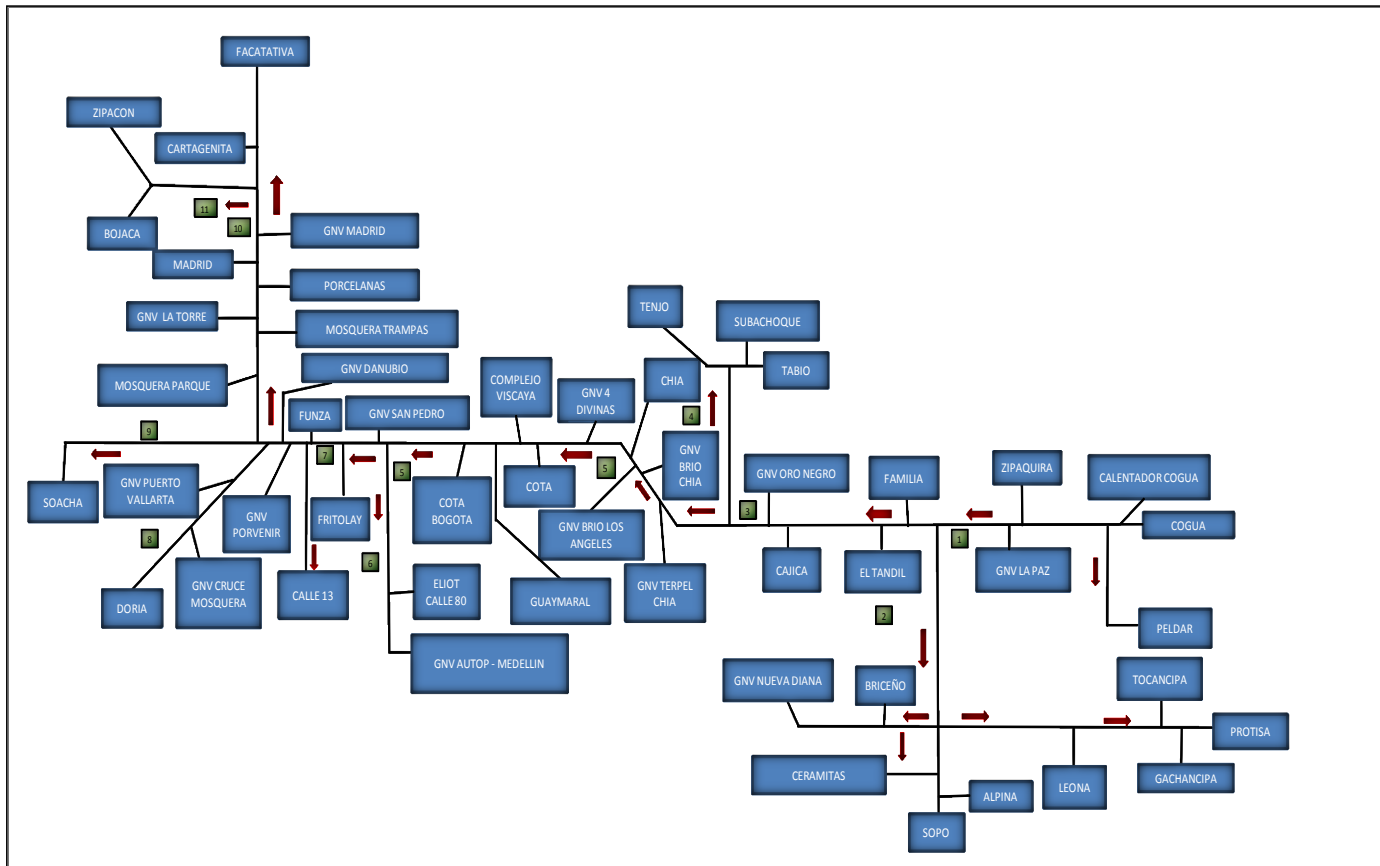 FACATATIVA
ZIPACON
CARTAGENITA
11
10
BOJACA
GNV MADRID
MADRID
PORCELANAS
GNV  LA TORRE
MOSQUERA TRAMPAS
MOSQUERA PARQUE
GNV DANUBIO
TENJO
SUBACHOQUE
TABIO
COMPLEJO
VISCAYA
GNV 4
DIVINAS
CHIA
4
FUNZA
GNV SAN PEDRO
9
7
5
5
GNV
BRIO
CHIA
SOACHA
GNV PUERTO
VALLARTA
GNV
PORVENIR
FRITOLAY
COTA
BOGOTA
COTA
GNV BRIO LOS
ANGELES
GNV ORO NEGRO
FAMILIA
ZIPAQUIRA
CALENTADOR COGUA
COGUA
3
1
8
6
DORIA
GNV CRUCE
MOSQUERA
CALLE 13
ELIOT
CALLE 80
GUAYMARAL
GNV TERPEL
CHIA
CAJICA
EL TANDIL
GNV LA PAZ
2
PELDAR
GNV AUTOP - MEDELLIN
GNV NUEVA DIANA
BRICEÑO
TOCANCIPA
PROTISA
CERAMITAS
LEONA
GACHANCIPA
ALPINA
SOPO